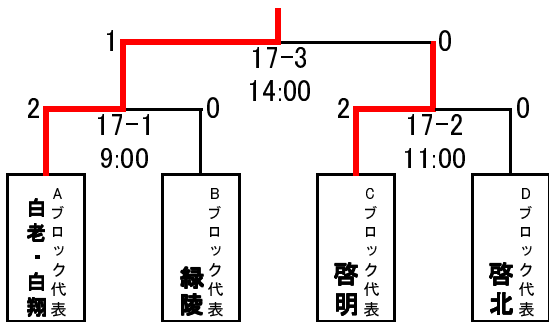 1
0
17-3
14:00
2
0
2
0
17-1
17-2
9:00
11:00
Aブロック代表
白老・白翔
Bブロック代表
緑陵
Cブロック代表
啓明
Dブロック代表
啓北